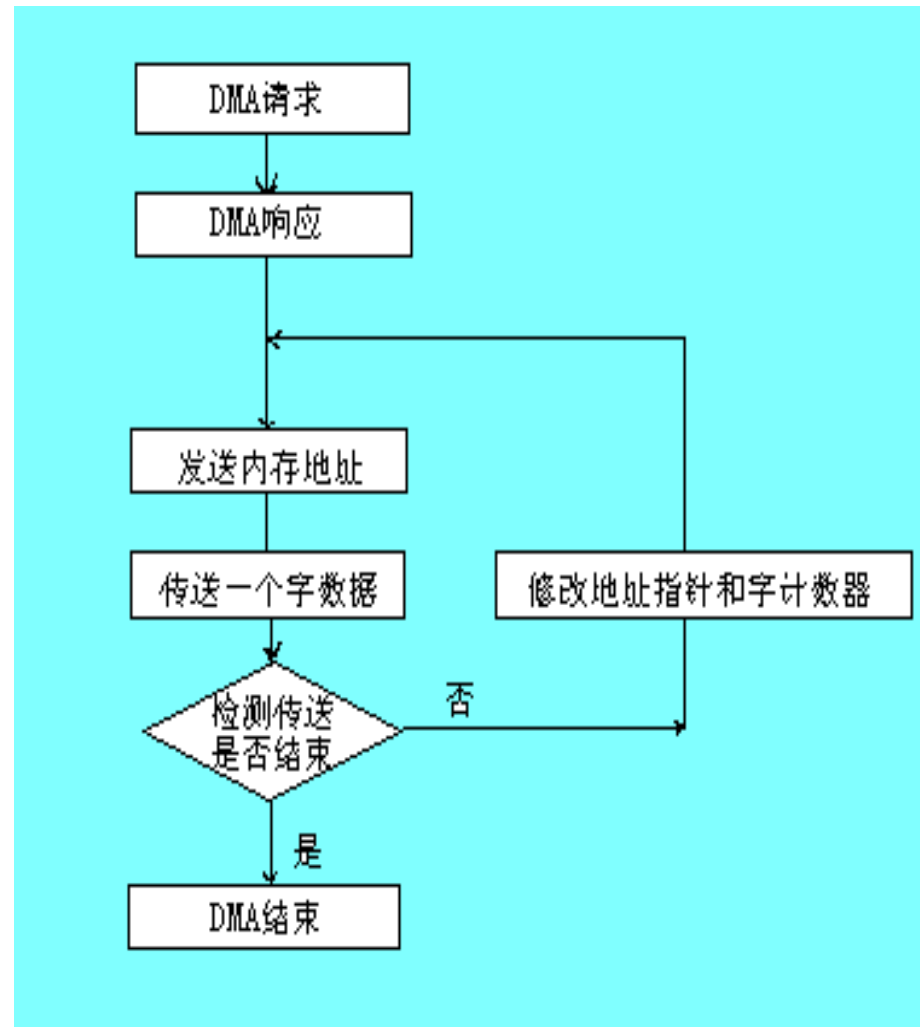 DMA请求
DMA响应
发送内存地址
传送一个字数据
修改地址指针和字计数器
检测传送
是否结束
否
是
DMA结束